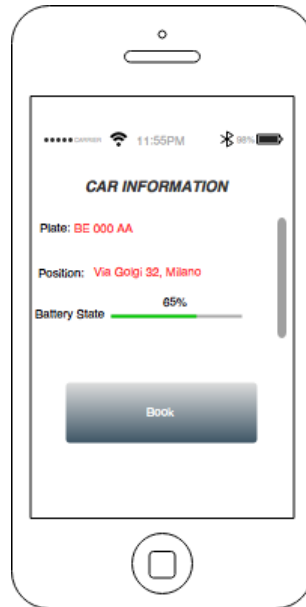 CARRIER 11:55PM 98%
CAR INFORMATION
Plate: BE 000 AA
Position: Via Golgi 32, Milano
65%
Battery State
Book